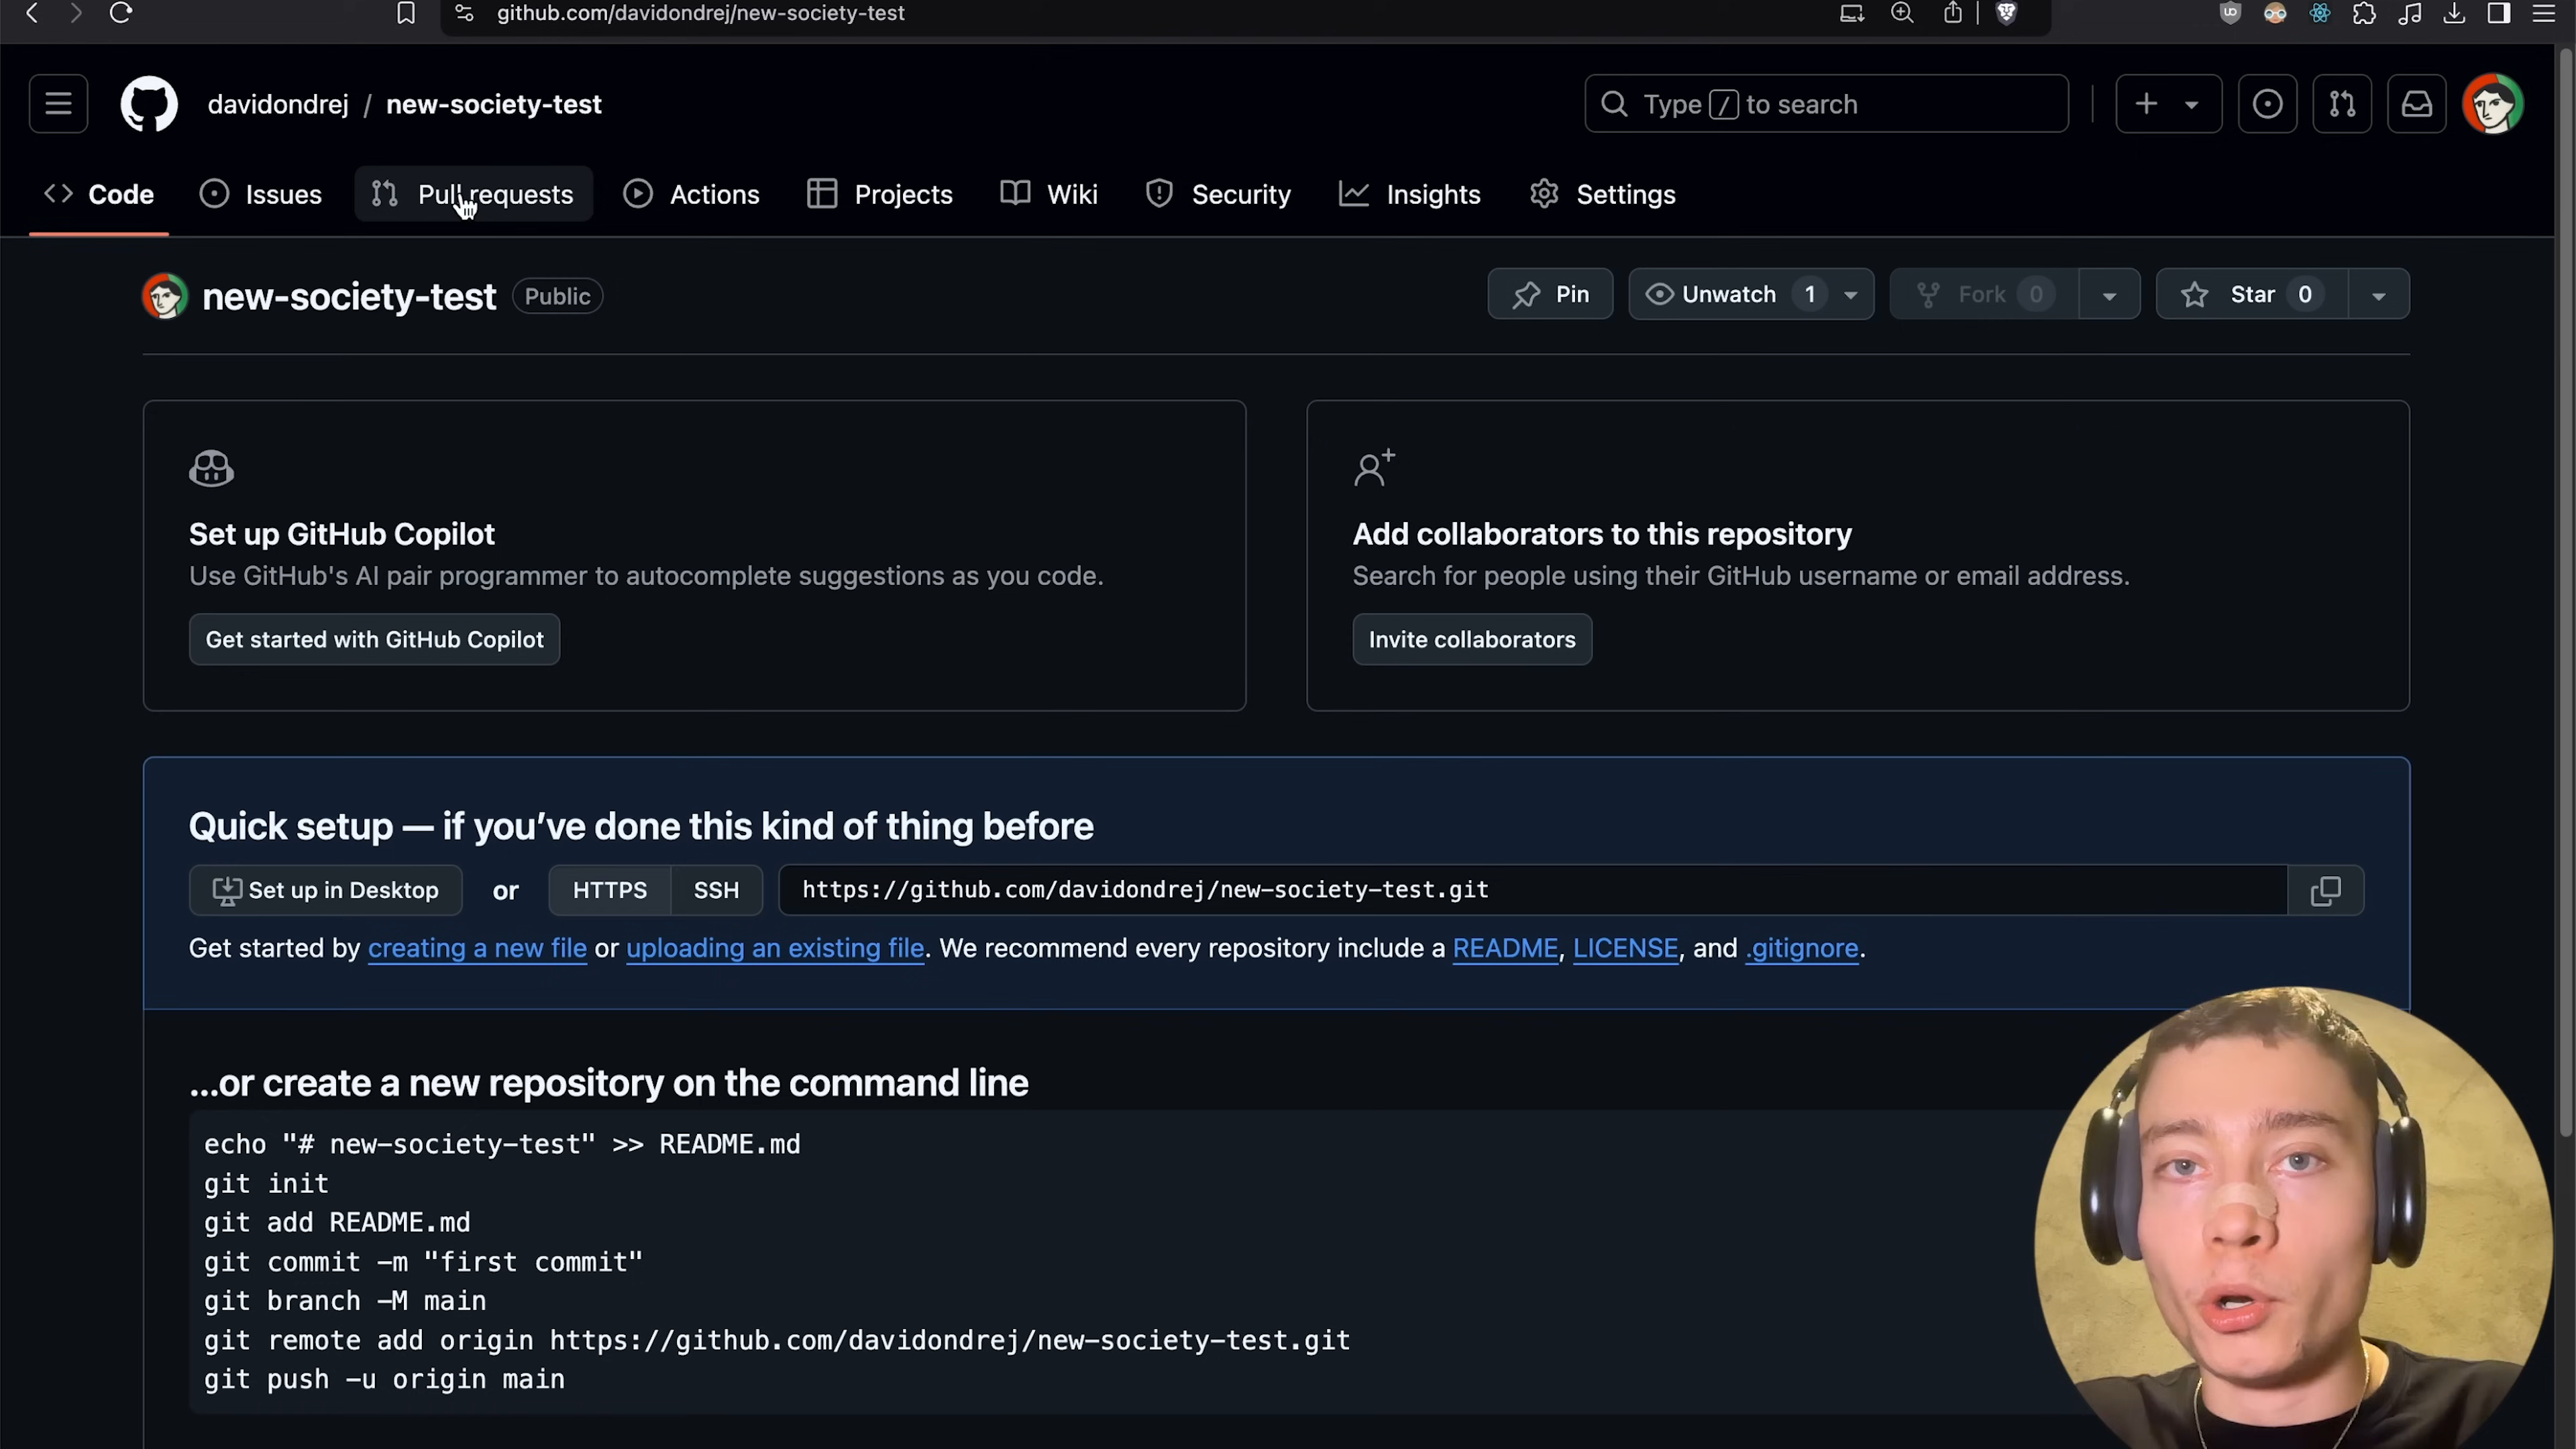 github.com/davidondrej/new-society-test
davidondrej / new-society-test
Type / to search
Code Issues Pull requests Actions Projects Wiki Security Insights Settings
new-society-test Public
Pin Unwatch 1 Fork 0 Star 0
Set up GitHub Copilot
Use GitHub's AI pair programmer to autocomplete suggestions as you code.
Get started with GitHub Copilot
Add collaborators to this repository
Search for people using their GitHub username or email address.
Invite collaborators
Quick setup — if you’ve done this kind of thing before
Set up in Desktop or HTTPS SSH https://github.com/davidondrej/new-society-test.git
Get started by creating a new file or uploading an existing file. We recommend every repository include a README, LICENSE, and .gitignore.
…or create a new repository on the command line
echo "# new-society-test" >> README.md
git init
git add README.md
git commit -m "first commit"
git branch -M main
git remote add origin https://github.com/davidondrej/new-society-test.git
git push -u origin main